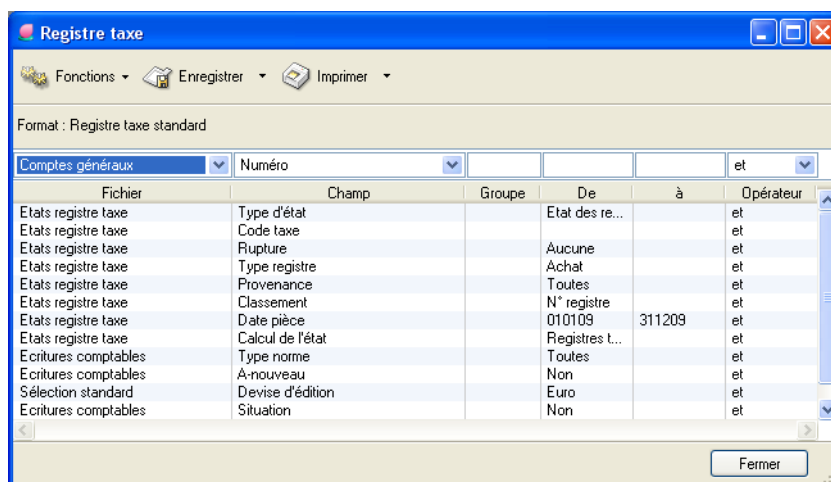 Registre taxe
Fonctions Enregistrer Imprimer
Format : Registre taxe standard
Comptes généraux Numéro et
Fichier Champ Groupe De à Opérateur
Etats registre taxe Type d'état Etat des re... et
Etats registre taxe Code taxe et
Etats registre taxe Rupture Aucune et
Etats registre taxe Type registre Achat et
Etats registre taxe Provenance Toutes et
Etats registre taxe Classement N° registre et
Etats registre taxe Date pièce 010109 311209 et
Etats registre taxe Calcul de l'état Registres t... et
Ecritures comptables Type norme Toutes et
Ecritures comptables A-nouveau Non et
Sélection standard Devise d'édition Euro et
Ecritures comptables Situation Non et
Fermer